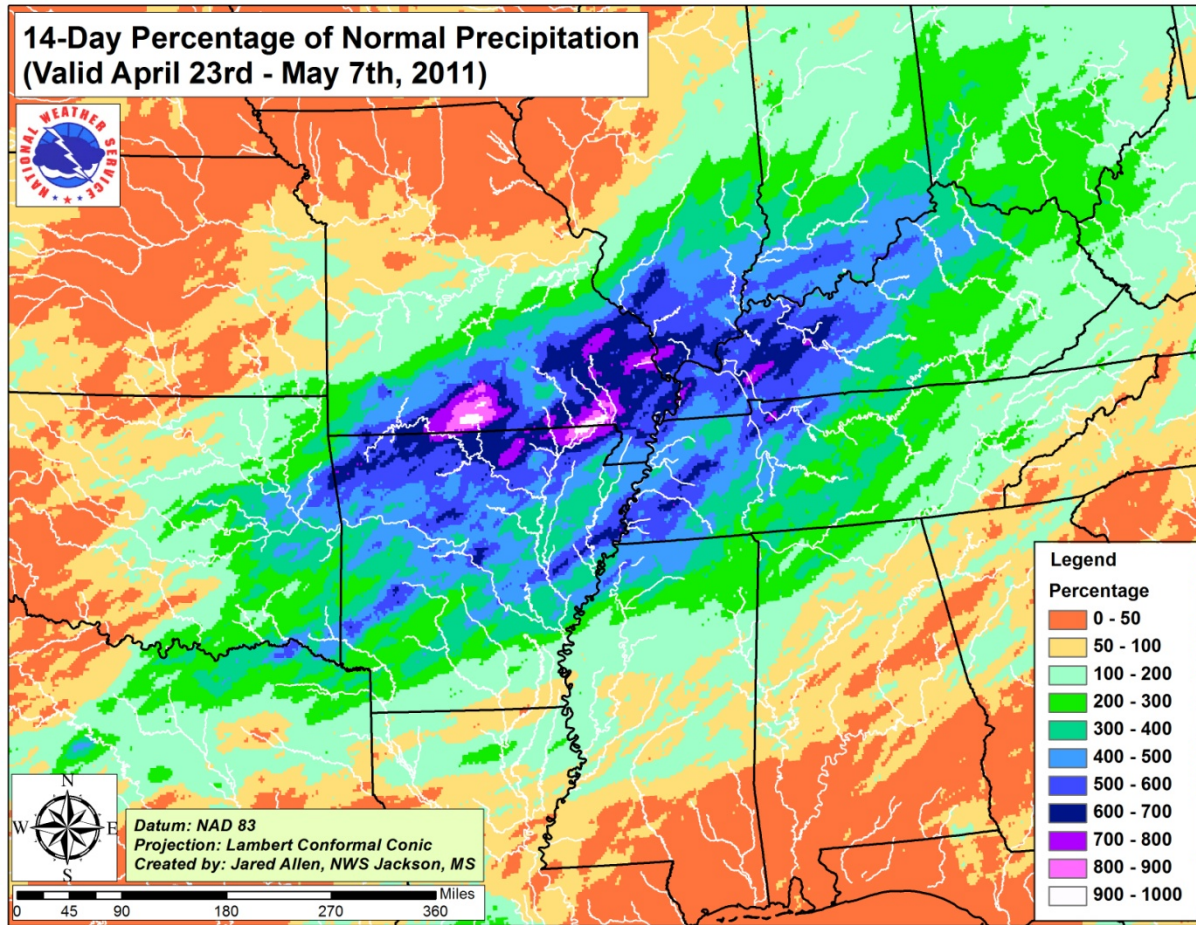 14-Day Percentage of Normal Precipitation
(Valid April 23rd - May 7th, 2011)
NATIONAL WEATHER SERVICE
Legend
Percentage
0 - 50
50 - 100
100 - 200
200 - 300
300 - 400
400 - 500
500 - 600
600 - 700
700 - 800
800 - 900
900 - 1000
N
W E
S
Datum: NAD 83
Projection: Lambert Conformal Conic
Created by: Jared Allen, NWS Jackson, MS
Miles
0 45 90 180 270 360